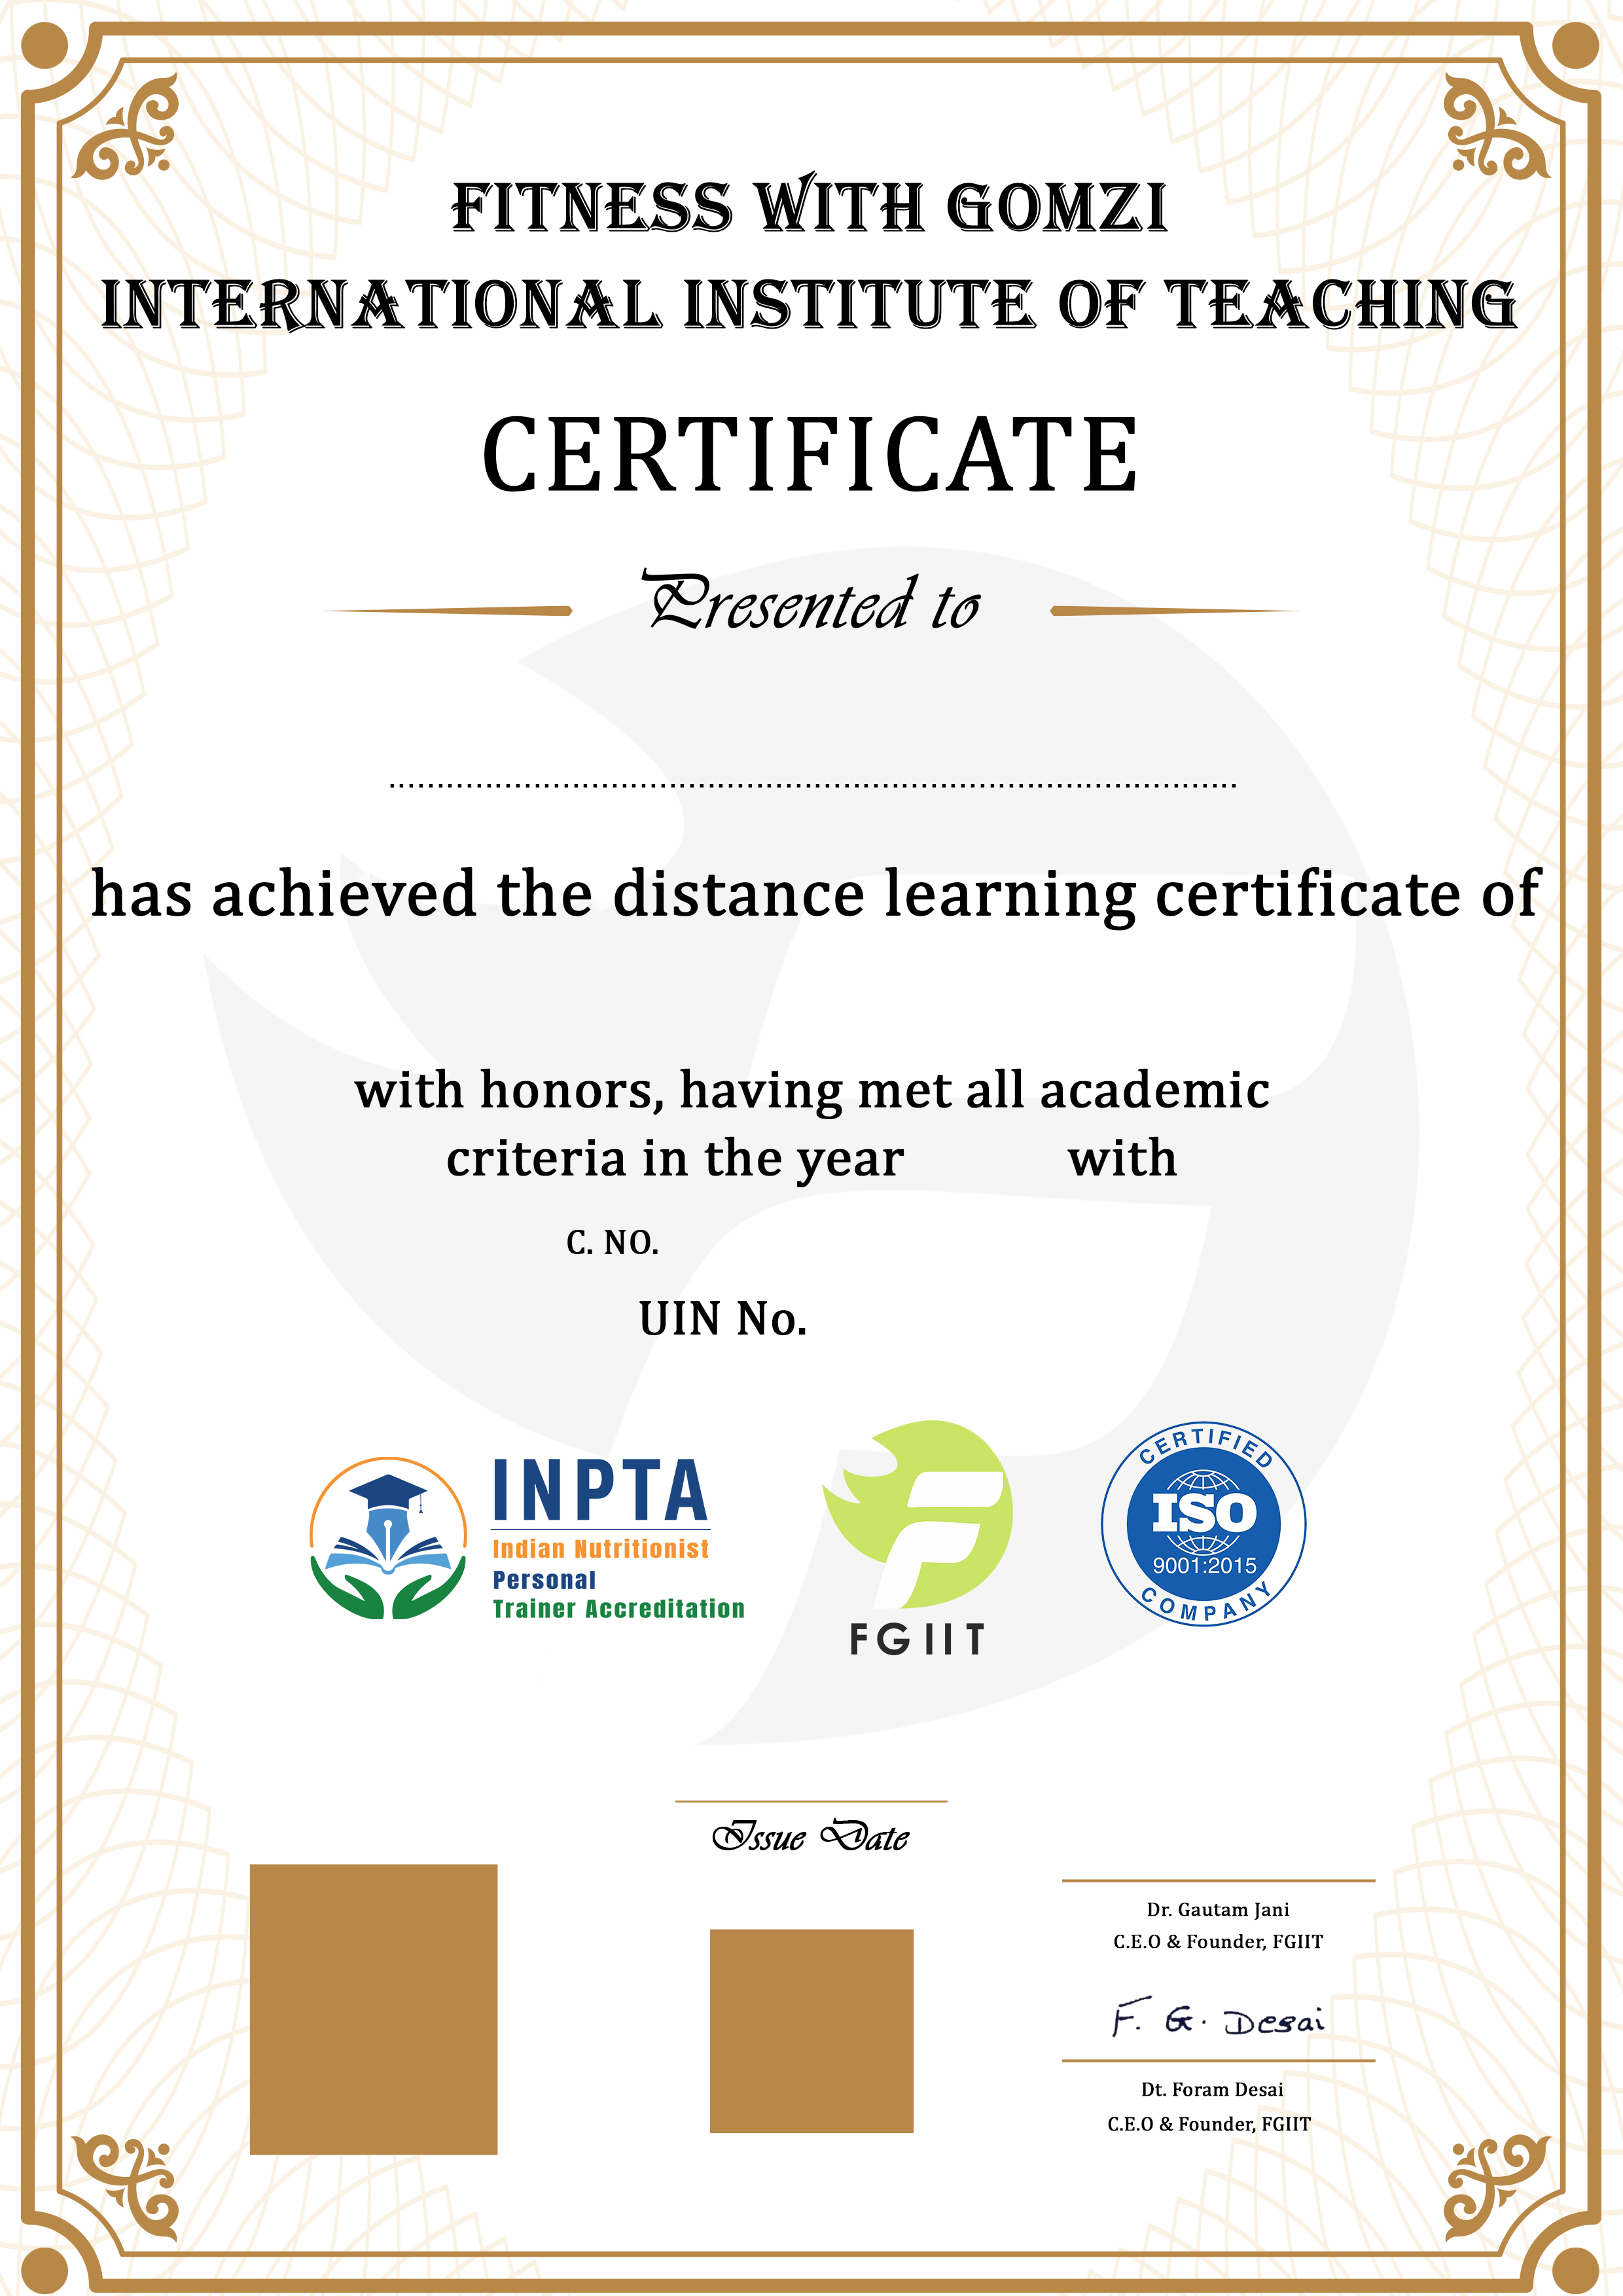 FITNESS WITH GOMZI
INTERNATIONAL INSTITUTE OF TEACHING
CERTIFICATE
Presented to
has achieved the distance learning certificate of
with honors, having met all academic
criteria in the year with
C. NO.
UIN No.
INPTA
Indian Nutritionist
Personal
Trainer Accreditation
FGIIT
CERTIFIED
ISO
9001:2015
COMPANY
Issue Date
Dr. Gautam Jani
C.E.O & Founder, FGIIT
F. G. Desai
Dt. Foram Desai
C.E.O & Founder, FGIIT